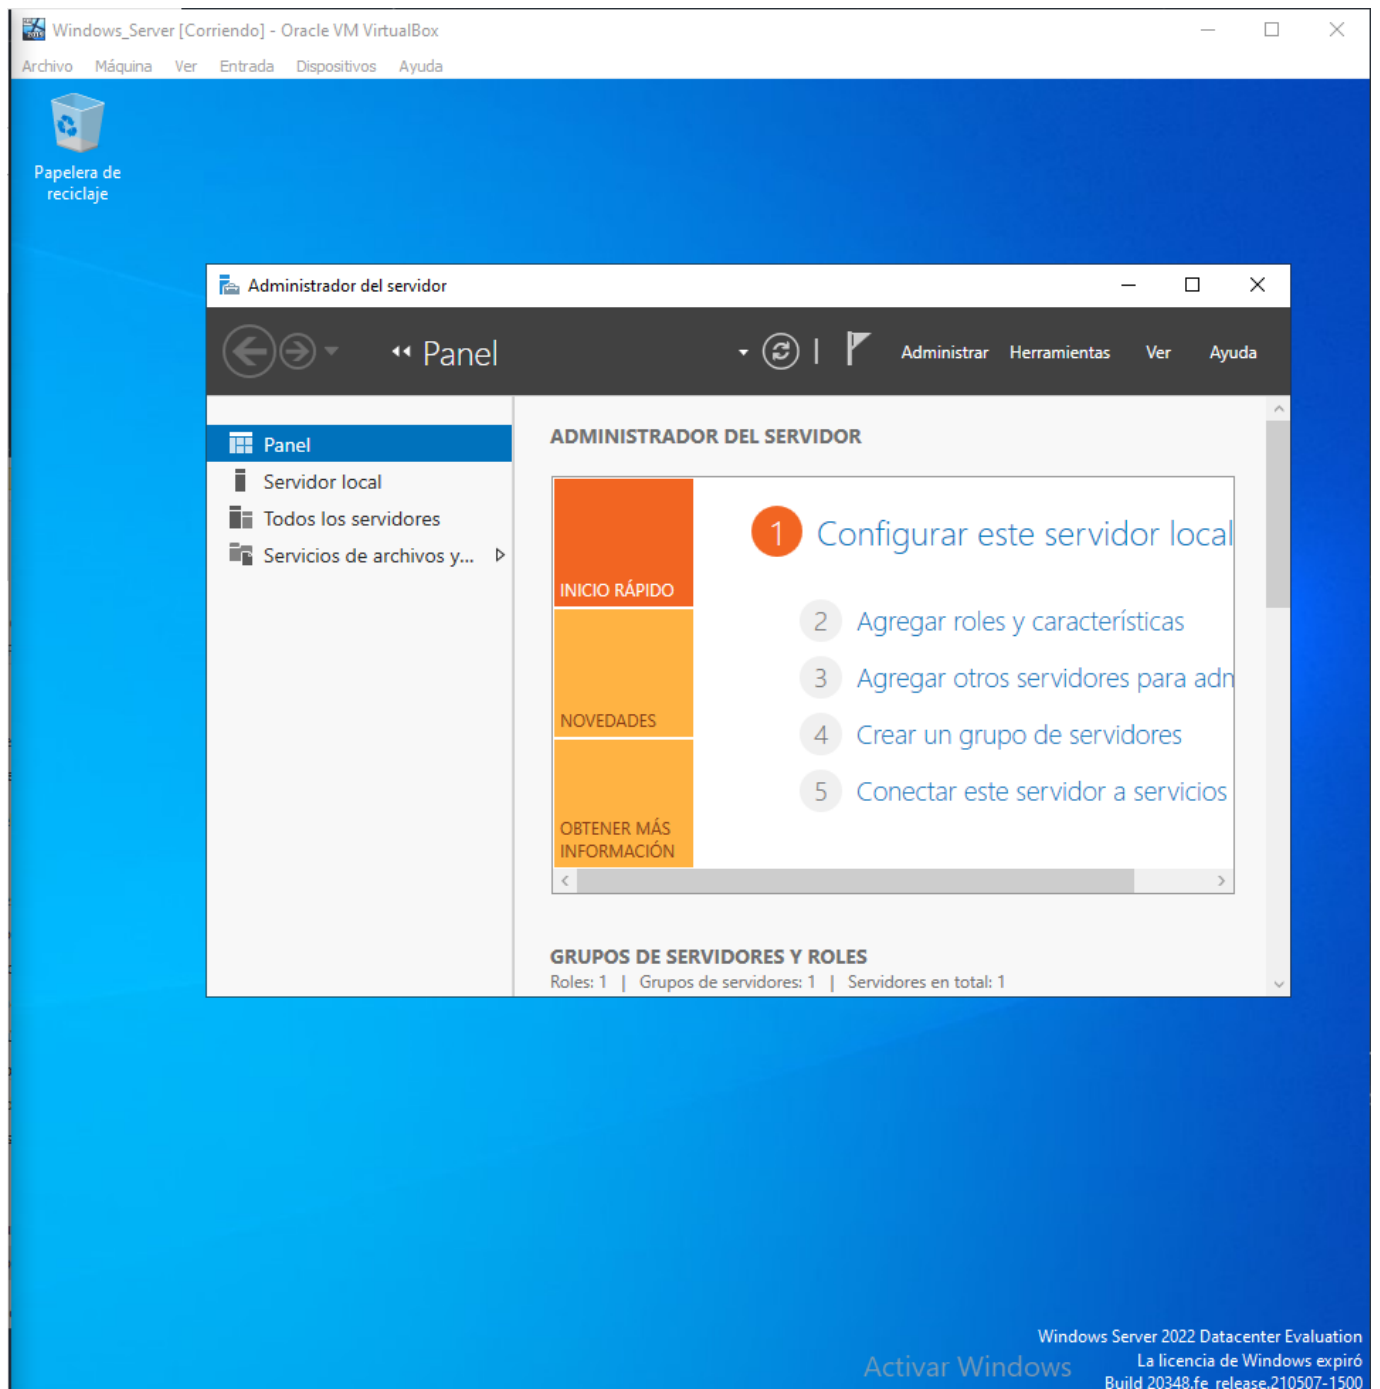 Windows_Server [Corriendo] - Oracle VM VirtualBox
Archivo Máquina Ver Entrada Dispositivos Ayuda
Papelera de
reciclaje
Administrador del servidor
Panel
Administrar Herramientas Ver Ayuda
Panel
Servidor local
Todos los servidores
Servicios de archivos y...
ADMINISTRADOR DEL SERVIDOR
INICIO RÁPIDO
NOVEDADES
OBTENER MÁS
INFORMACIÓN
1 Configurar este servidor local
2 Agregar roles y características
3 Agregar otros servidores para adn
4 Crear un grupo de servidores
5 Conectar este servidor a servicios
GRUPOS DE SERVIDORES Y ROLES
Roles: 1 | Grupos de servidores: 1 | Servidores en total: 1
Windows Server 2022 Datacenter Evaluation
Activar Windows
La licencia de Windows expiró
Build 20348.fe_release.210507-1500